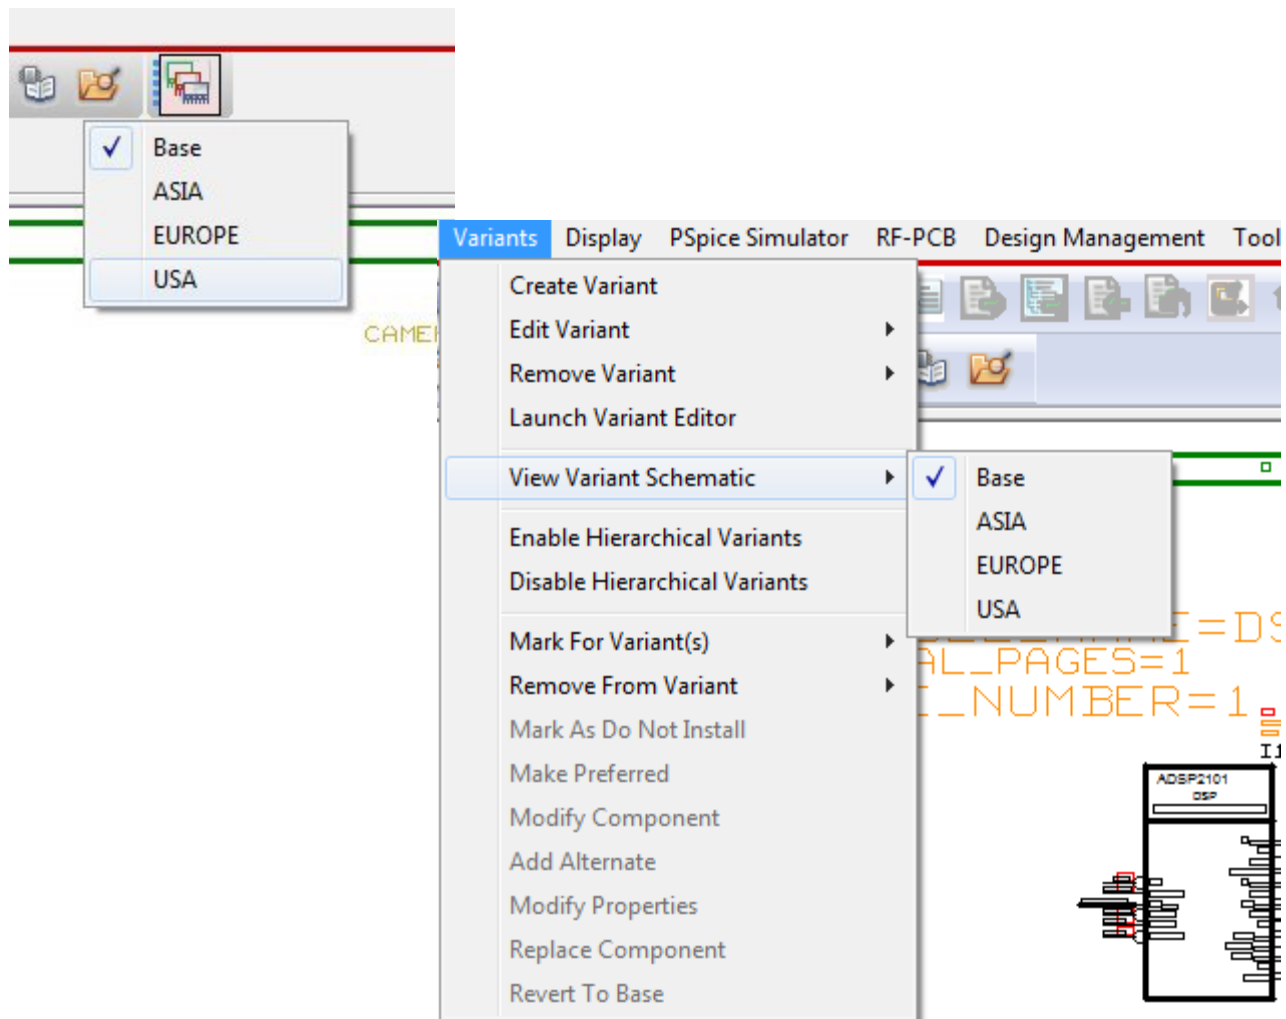 Base
ASIA
EUROPE
USA
Variants Display PSpice Simulator RF-PCB Design Management
Create Variant
Edit Variant
Remove Variant
Launch Variant Editor
View Variant Schematic
Base
ASIA
EUROPE
USA
Enable Hierarchical Variants
Disable Hierarchical Variants
Mark For Variant(s)
Remove From Variant
Mark As Do Not Install
Make Preferred
Modify Component
Add Alternate
Modify Properties
Replace Component
Revert To Base
AL_PAGES=1
_NUMBER=1
I1
ADSP2101
DSP